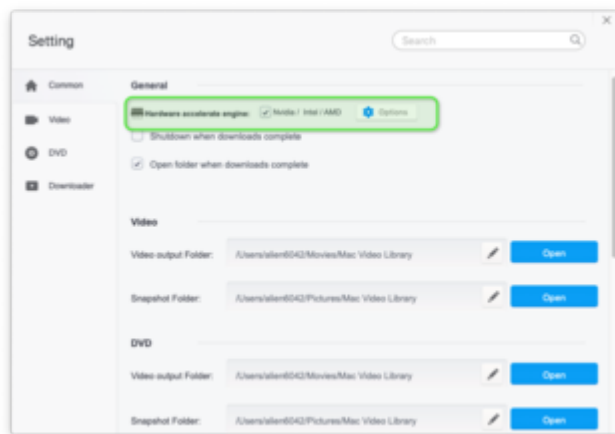 Setting
Search
Common
Video
DVD
Downloader
General
Hardware accelerate engine: Nvidia / Intel / AMD Options
Shutdown when downloads complete
Open folder when downloads complete
Video
Video output Folder: /Users/alien6042/Movies/Mac Video Library Open
Snapshot Folder: /Users/alien6042/Pictures/Mac Video Library Open
DVD
Video output Folder: /Users/alien6042/Movies/Mac Video Library Open
Snapshot Folder: /Users/alien6042/Pictures/Mac Video Library Open